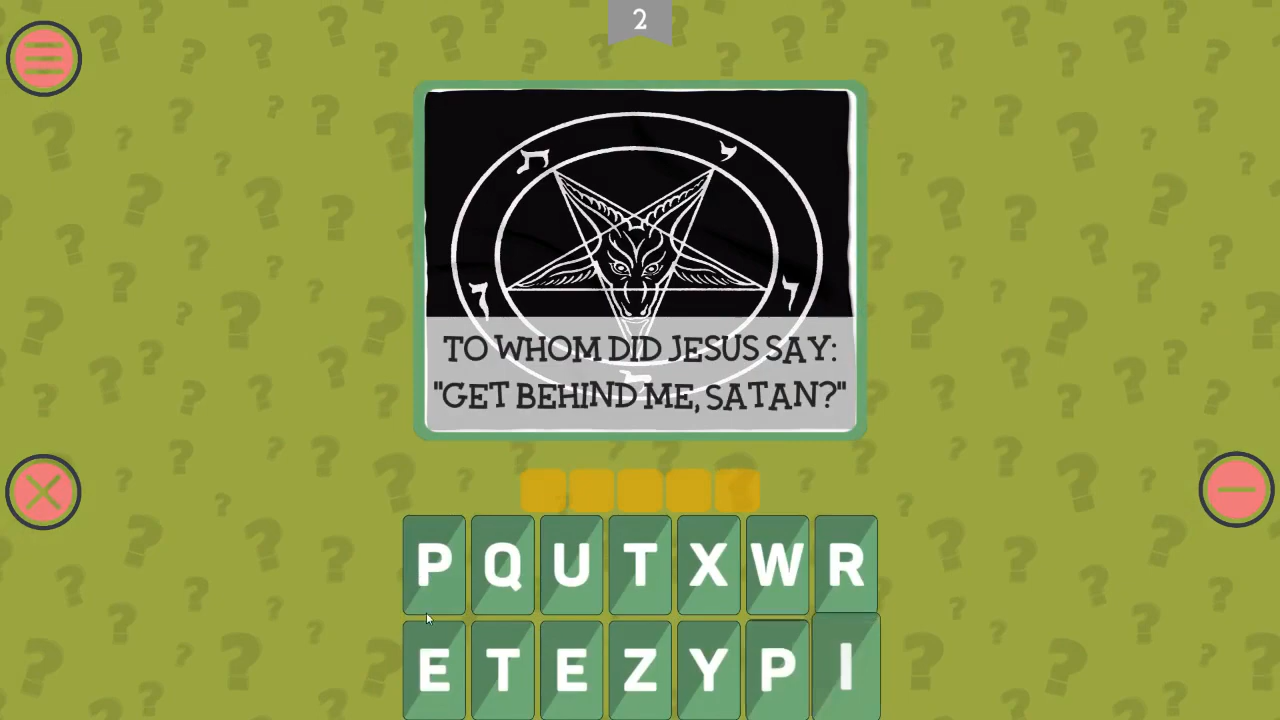 2
ת
י
ן
ו
TO WHOM DID JESUS SAY:
"GET BEHIND ME, SATAN?"
P Q U T X W R
E T E Z Y P I